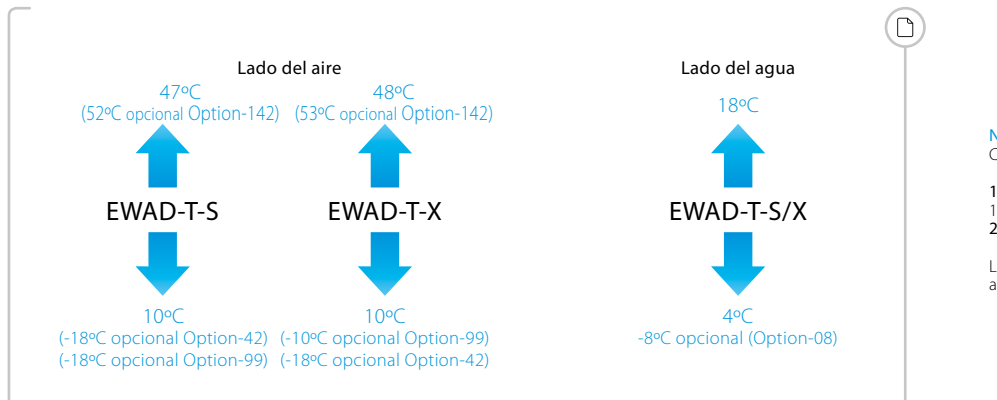 Lado del aire
47ºC
(52ºC opcional Option-142)
48ºC
(53ºC opcional Option-142)
EWAD-T-S
EWAD-T-X
10ºC
(-18ºC opcional Option-42)
(-18ºC opcional Option-99)
10ºC
(-10ºC opcional Option-99)
(-18ºC opcional Option-42)
Lado del agua
18ºC
EWAD-T-S/X
4ºC
-8ºC opcional (Option-08)